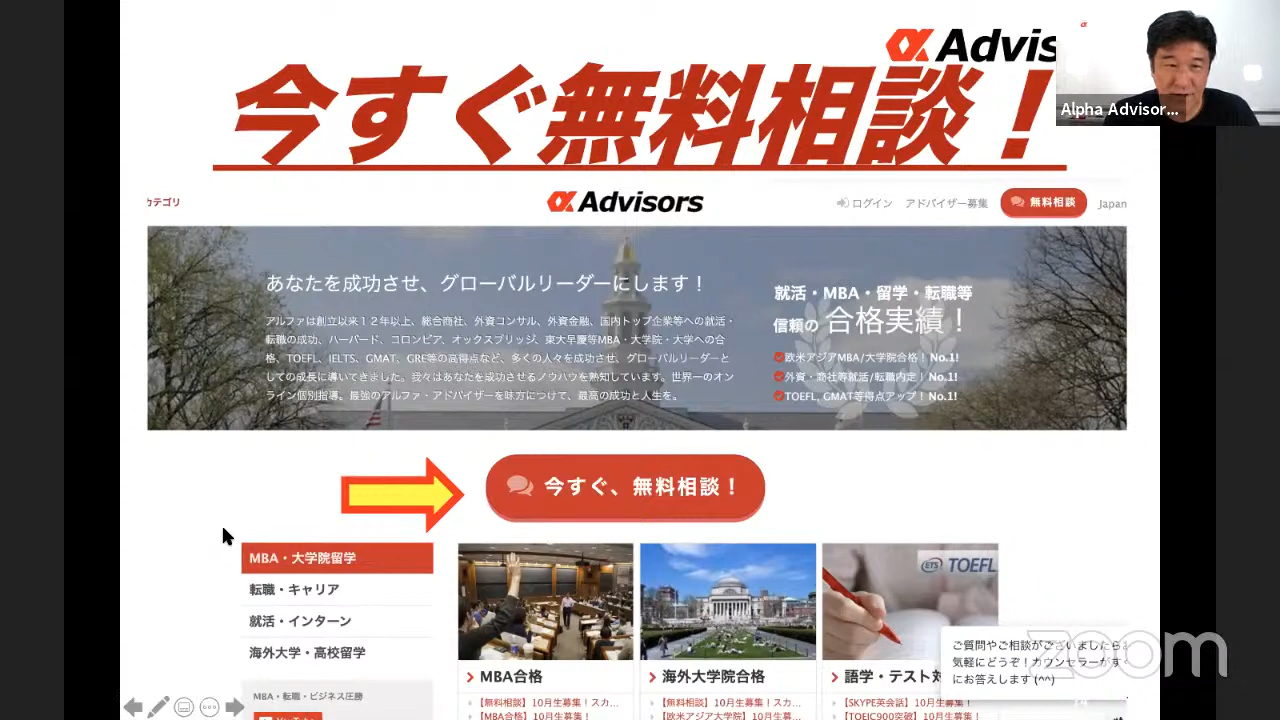 α Advis
今すぐ無料相談！
Alpha Advisor...
カテゴリ
α Advisors
ログイン
アドバイザー募集
無料相談
Japan
あなたを成功させ、グローバルリーダーにします！
アルファは創立以来１２年以上、総合商社、外資コンサル、外資金融、国内トップ企業等への就活・
転職の成功、ハーバード、コロンビア、オックスブリッジ、東大早慶等MBA・大学院・大学への合
格、TOEFL、IELTS、GMAT、GRE等の高得点など、多くの人々を成功させ、グローバルリーダーと
しての成長に導いてきました。我々はあなたを成功させるノウハウを熟知しています。世界一のオン
ライン個別指導。最強のアルファ・アドバイザーを味方につけて、最高の成功と人生を。
就活・MBA・留学・転職等
信頼の 合格実績！
欧米アジアMBA/大学院合格！No.1!
外資・商社等就活/転職内定！No.1!
TOEFL, GMAT等得点アップ！No.1!
今すぐ、無料相談！
MBA・大学院留学
転職・キャリア
就活・インターン
海外大学・高校留学
MBA・転職・ビジネス圧勝
YouTube
ETS TOEFL
MBA合格
海外大学院合格
語学・テスト対
【無料相談】10月生募集！スカ...
【MBA合格】10月生募集！
【無料相談】10月生募集！スカ...
【欧米アジア大学院】10月生募...
【SKYPE英会話】10月生募集！
【TOEIC900突破】10月生募集！
ご質問やご相談がございましたらお
気軽にどうぞ！カウンセラーがすぐ
にお答えします (^^)
zoom